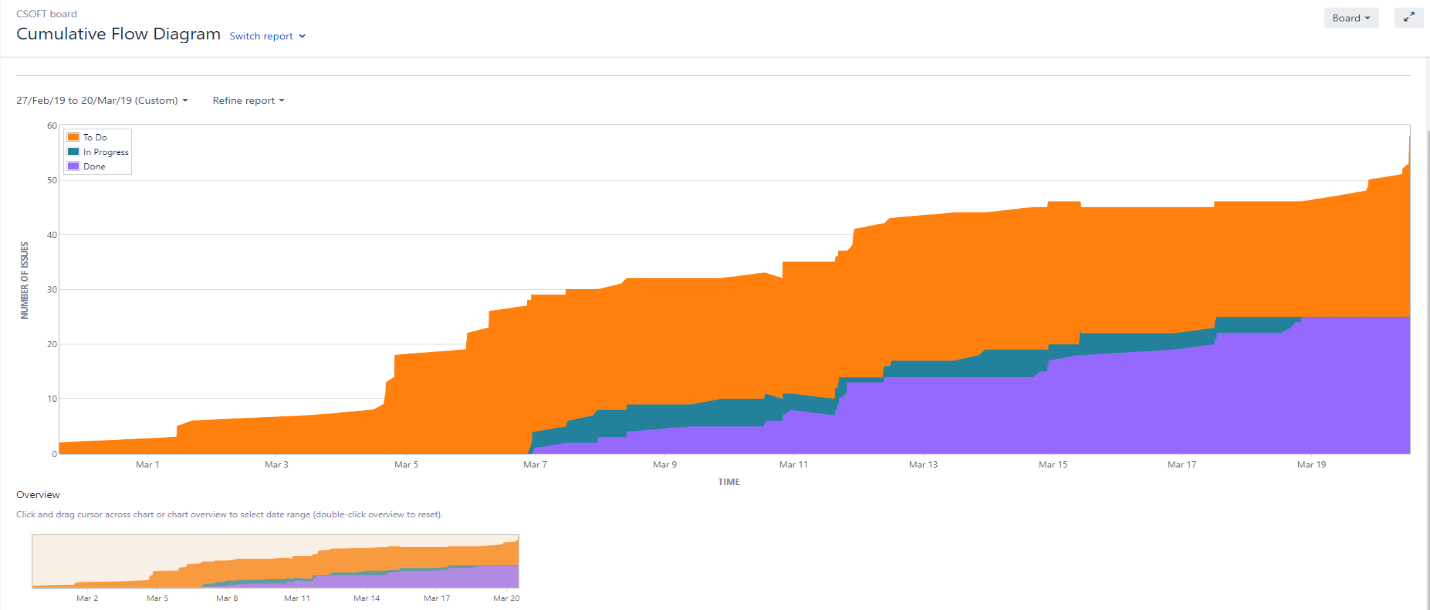 CSOFT board
Cumulative Flow Diagram Switch report
Board
27/Feb/19 to 20/Mar/19 (Custom) Refine report
60
To Do
In Progress
Done
50
40
30
20
10
0
NUMBER OF ISSUES
Mar 1 Mar 3 Mar 5 Mar 7 Mar 9 Mar 11 Mar 13 Mar 15 Mar 17 Mar 19
TIME
Overview
Click and drag cursor across chart or chart overview to select date range (double-click overview to reset).
Mar 2 Mar 5 Mar 8 Mar 11 Mar 14 Mar 17 Mar 20